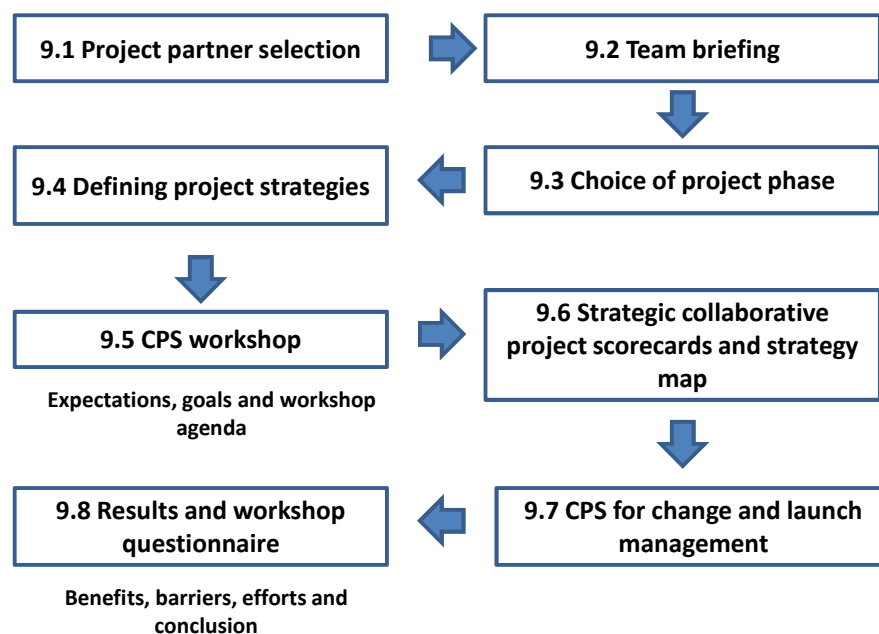 9.1 Project partner selection
9.2 Team briefing
9.3 Choice of project phase
9.4 Defining project strategies
9.5 CPS workshop
Expectations, goals and workshop
agenda
9.6 Strategic collaborative
project scorecards and strategy
map
9.7 CPS for change and launch
management
9.8 Results and workshop
questionnaire
Benefits, barriers, efforts and
conclusion